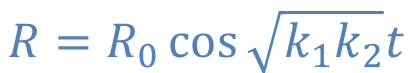 R = R₀ cos √k₁k₂ t